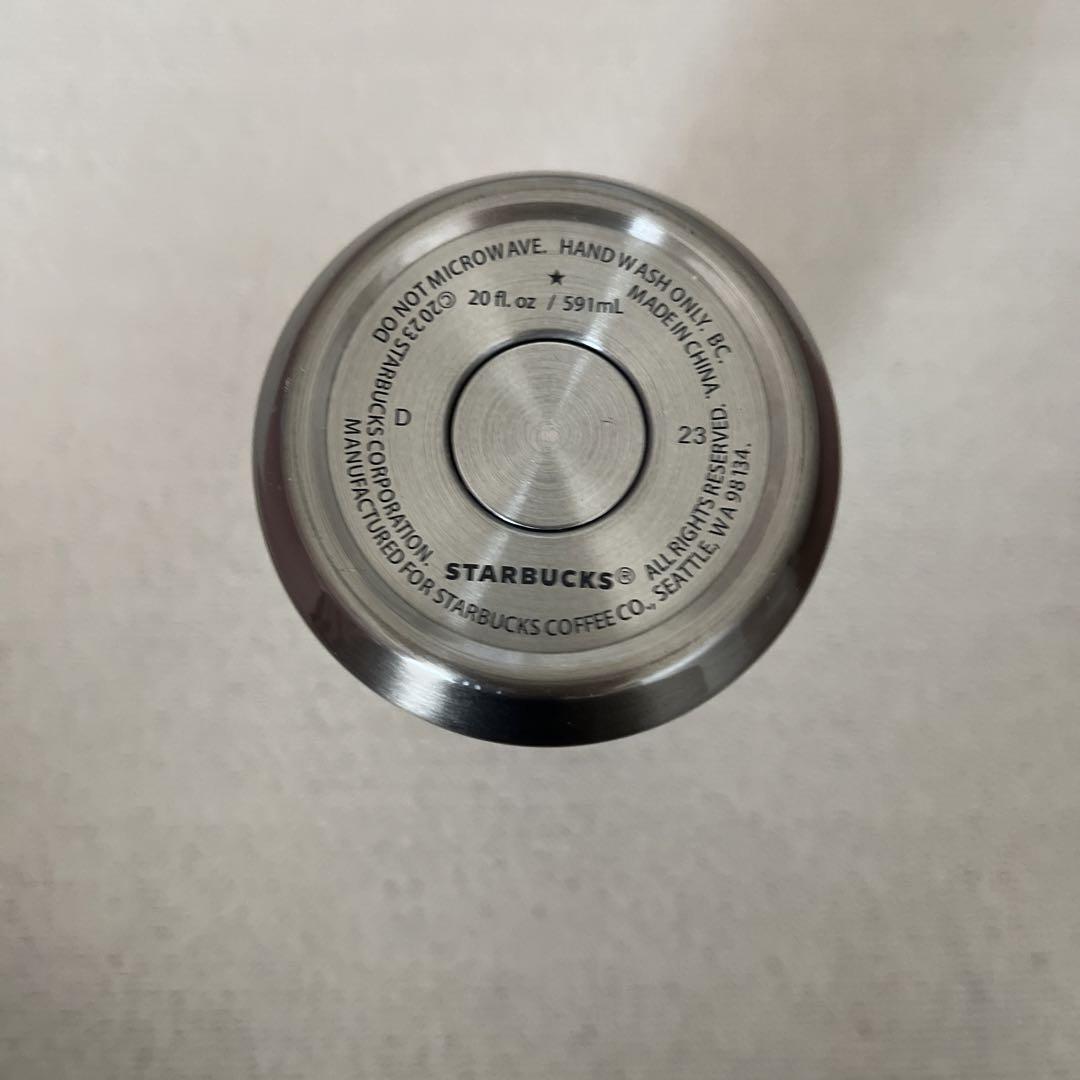 DO NOT MICROWAVE. HAND WASH ONLY. BC.
★
20 fl. oz / 591mL
MADE IN CHINA.
©2023 STARBUCKS CORPORATION.
D
23
ALL RIGHTS RESERVED.
STARBUCKS®
MANUFACTURED FOR STARBUCKS COFFEE CO., SEATTLE, WA 98134.